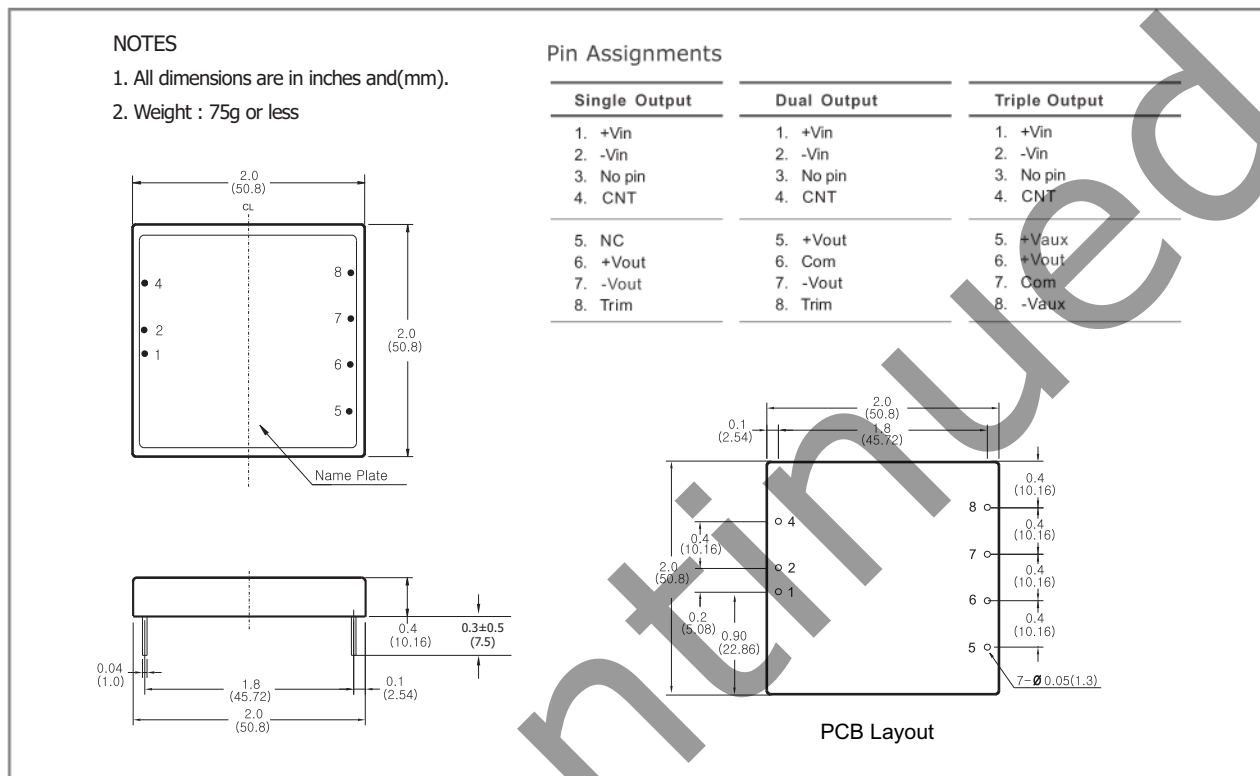 NOTES
1. All dimensions are in inches and(mm).
2. Weight : 75g or less
Pin Assignments
Single Output
1. +Vin
2. -Vin
3. No pin
4. CNT
5. NC
6. +Vout
7. -Vout
8. Trim
Dual Output
1. +Vin
2. -Vin
3. No pin
4. CNT
5. +Vout
6. Com
7. -Vout
8. Trim
Triple Output
1. +Vin
2. -Vin
3. No pin
4. CNT
5. +Vaux
6. +Vout
7. Com
8. -Vaux
2.0
(50.8)
CL
4
2
1
8
7
6
5
2.0
(50.8)
Name Plate
0.4
(10.16)
0.3±0.5
(7.5)
0.04
(1.0)
1.8
(45.72)
0.1
(2.54)
2.0
(50.8)
2.0
(50.8)
0.1
(2.54)
1.8
(45.72)
4
2
1
8
7
6
5
0.4
(10.16)
2.0
(50.8)
0.2
(5.08)
0.90
(22.86)
0.4
(10.16)
0.4
(10.16)
0.4
(10.16)
0.4
(10.16)
7-Ø 0.05(1.3)
PCB Layout
ntinued